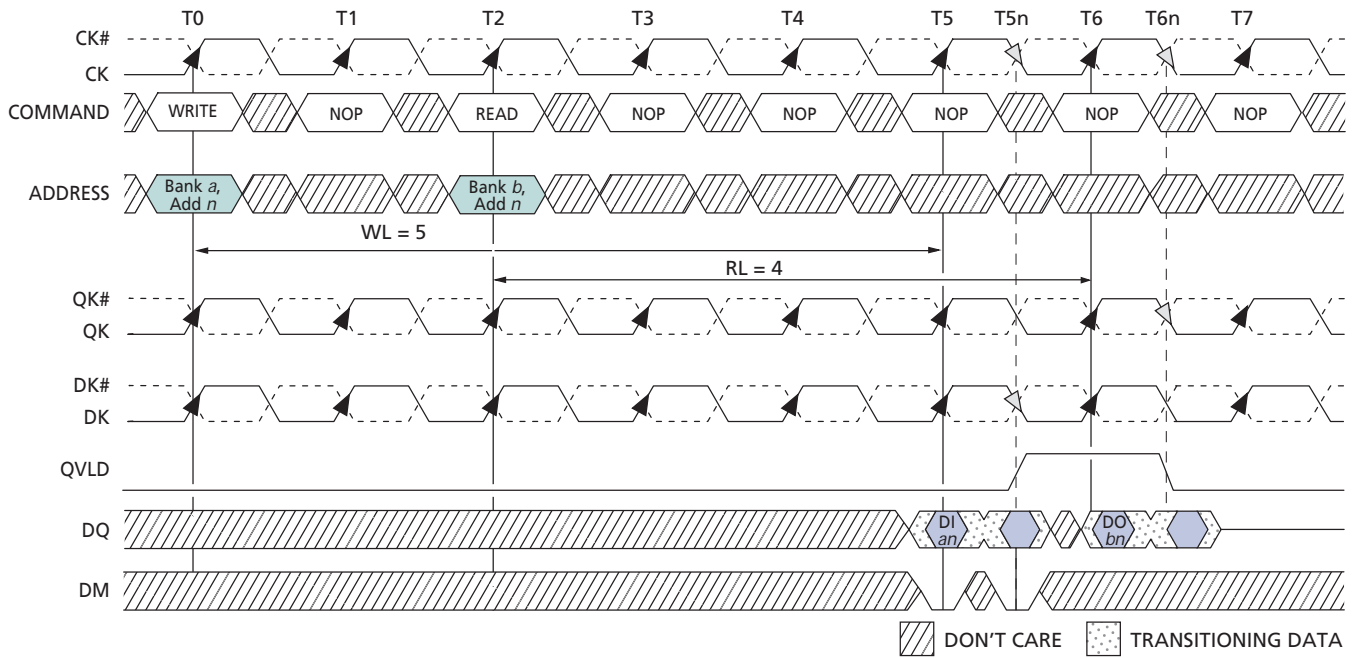 T0 T1 T2 T3 T4 T5 T5n T6 T6n T7
CK#
CK
COMMAND WRITE NOP READ NOP NOP NOP NOP NOP
ADDRESS Bank a, Add n Bank b, Add n
WL = 5
RL = 4
QK#
QK
DK#
DK
QVLD
DQ DI an DO bn
DM
DON'T CARE TRANSITIONING DATA